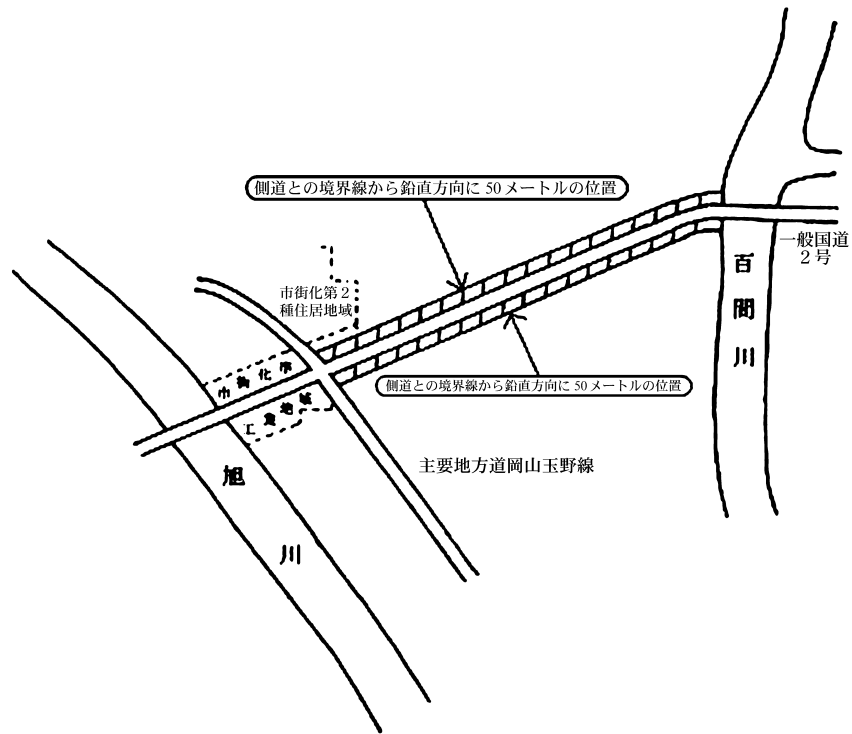 側道との境界線から鉛直方向に50メートルの位置
一般国道
2号
百間川
市街化第2
種住居地域
市街化準
工業地域
側道との境界線から鉛直方向に50メートルの位置
主要地方道岡山玉野線
旭川